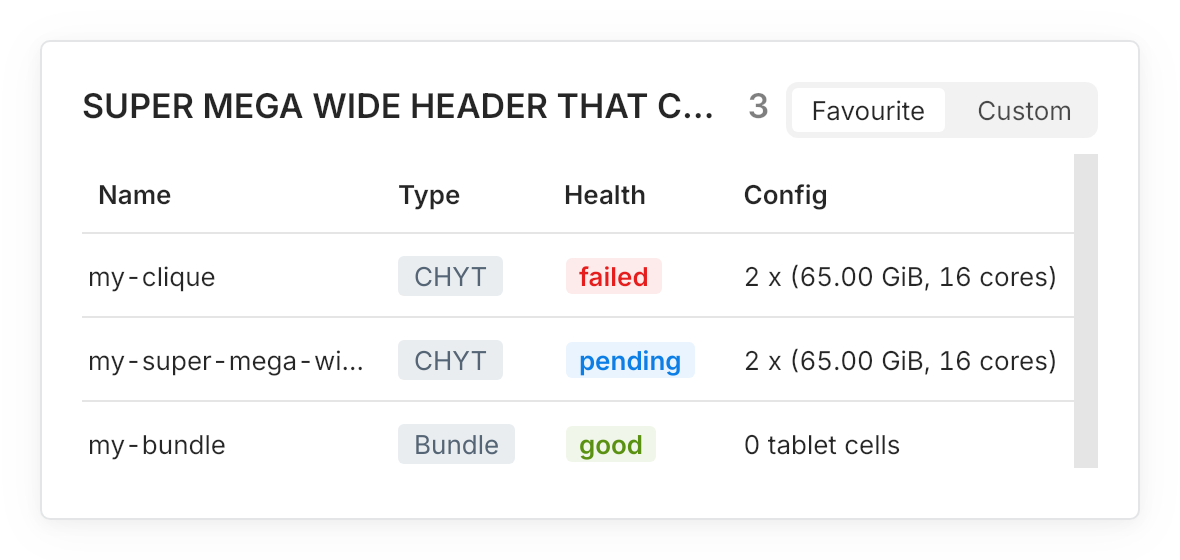 SUPER MEGA WIDE HEADER THAT C... 3 Favourite Custom
Name Type Health Config
my-clique CHYT failed 2 x (65.00 GiB, 16 cores)
my-super-mega-wi... CHYT pending 2 x (65.00 GiB, 16 cores)
my-bundle Bundle good 0 tablet cells